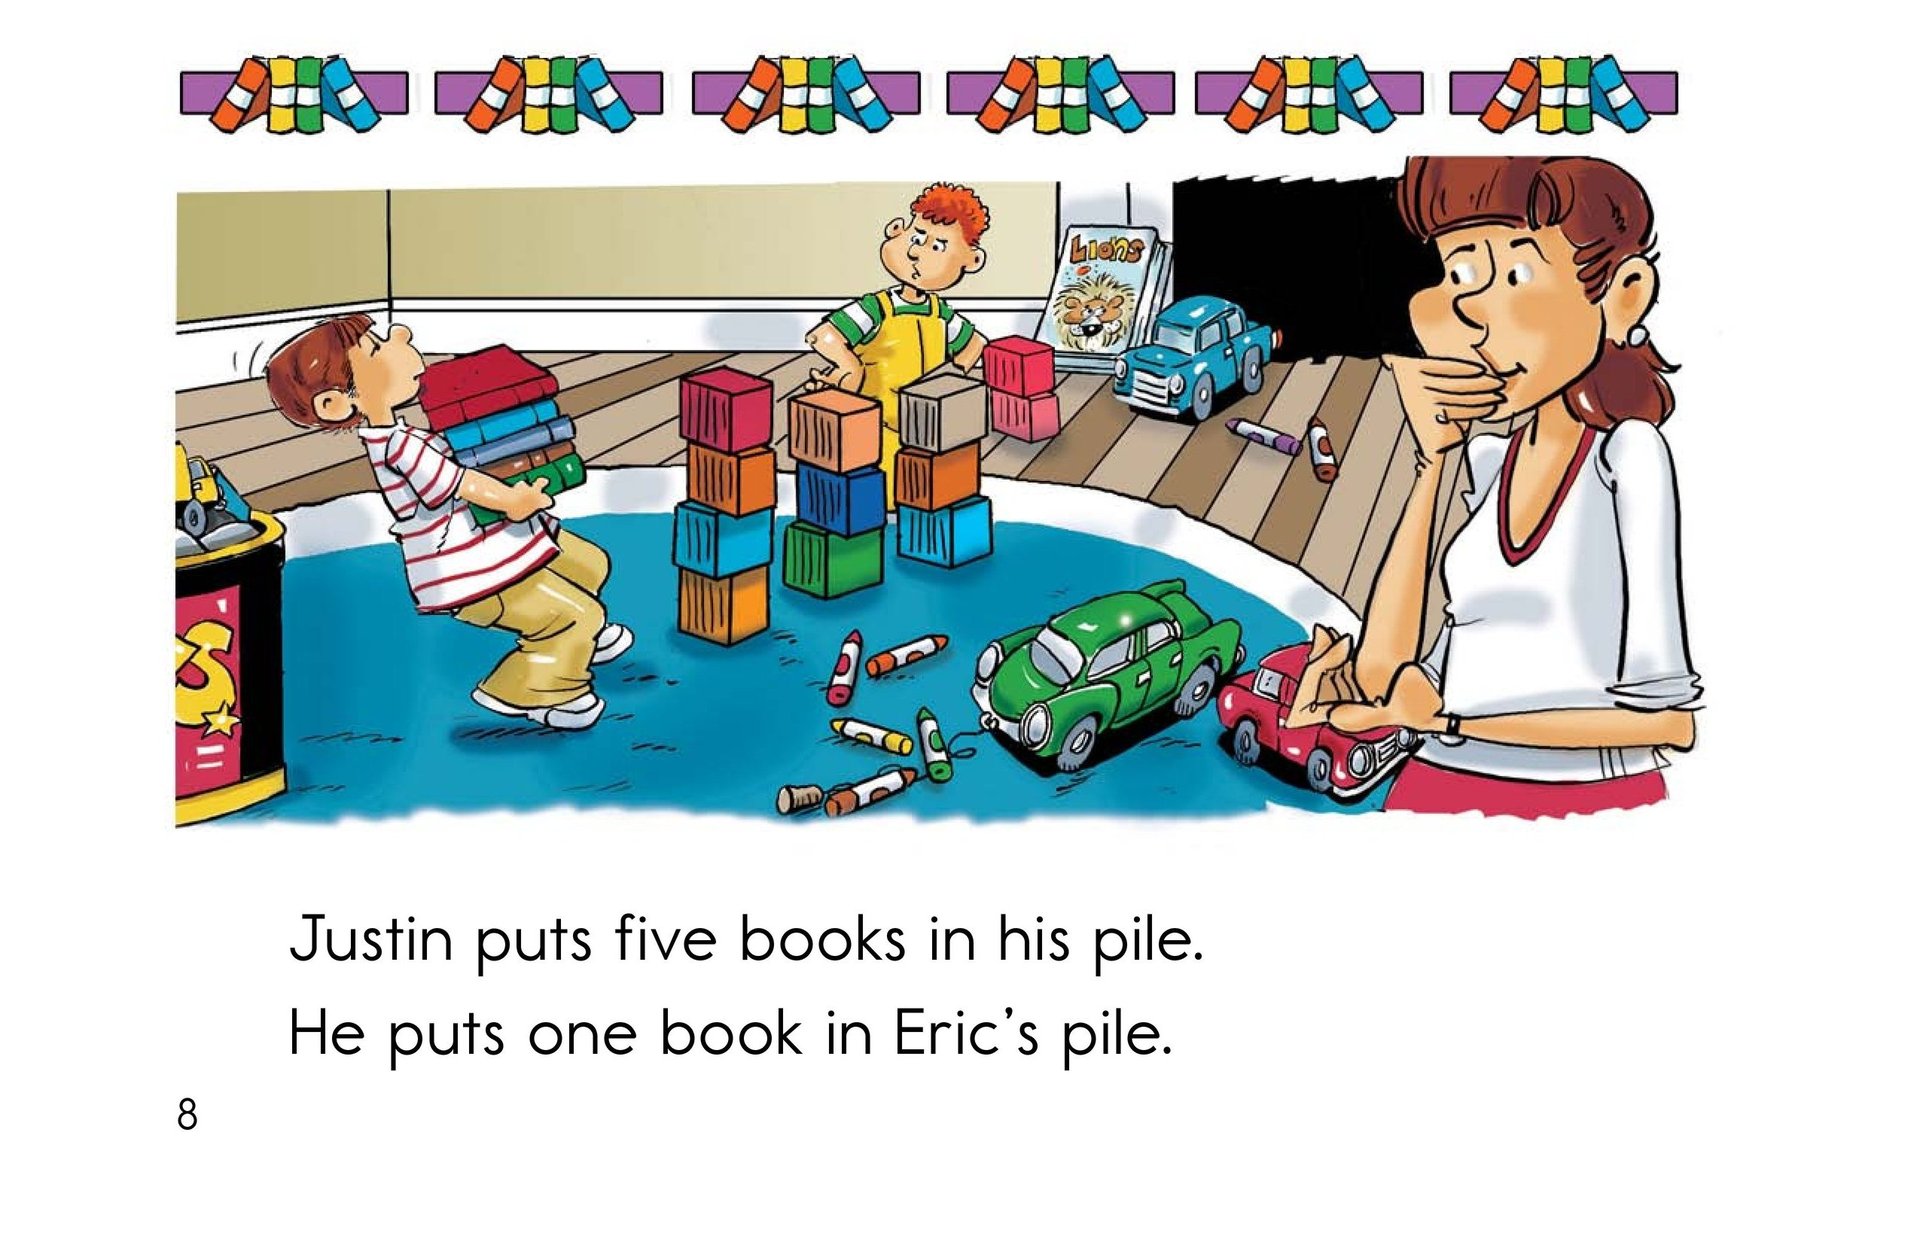 Lions
S
Justin puts five books in his pile.
He puts one book in Eric's pile.
8